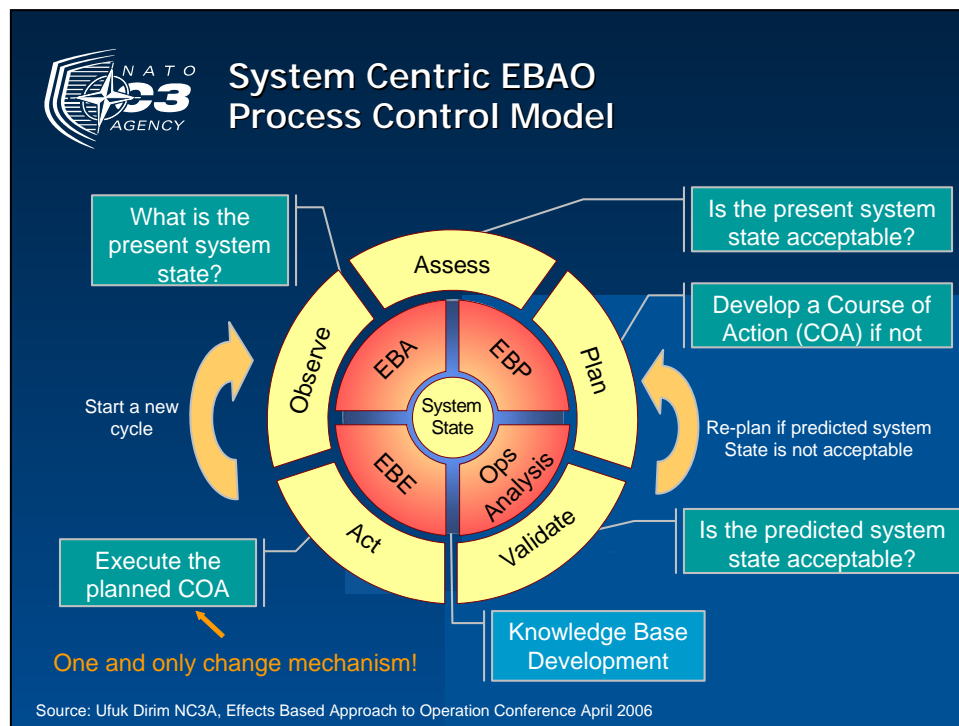 NATO
C3
AGENCY
System Centric EBAO
Process Control Model
What is the
present system
state?
Is the present system
state acceptable?
Assess
Develop a Course of
Action (COA) if not
Observe
Plan
EBA
EBP
System
State
Start a new
cycle
Re-plan if predicted system
State is not acceptable
EBE
Ops
Analysis
Act
Validate
Is the predicted system
state acceptable?
Execute the
planned COA
Knowledge Base
Development
One and only change mechanism!
Source: Ufuk Dirim NC3A, Effects Based Approach to Operation Conference April 2006